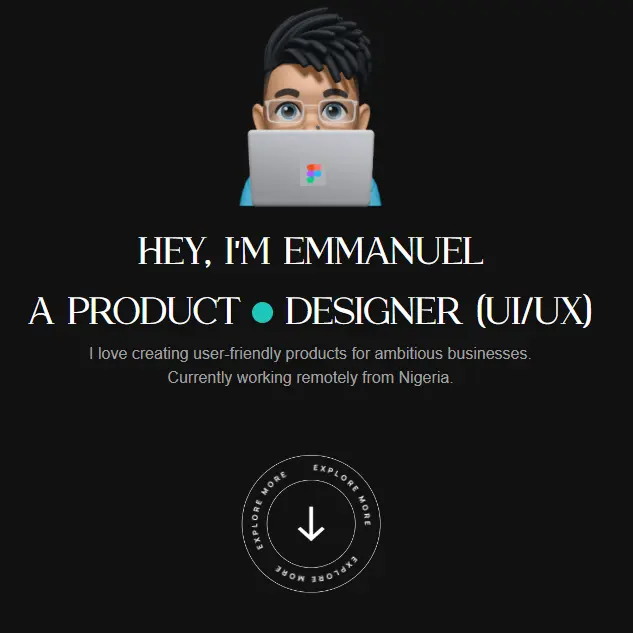 HEY, I'M EMMANUEL
A PRODUCT DESIGNER (UI/UX)
I love creating user-friendly products for ambitious businesses.
Currently working remotely from Nigeria.
EXPLORE MORE EXPLORE MORE EXPLORE MORE